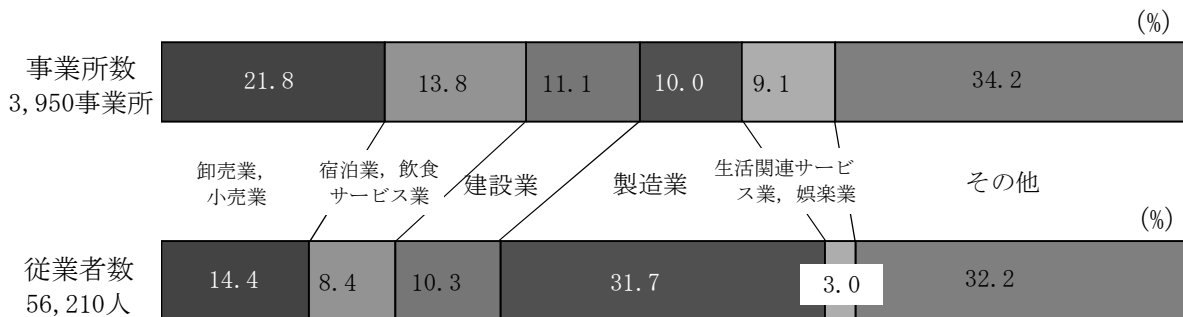 (%)
事業所数
3,950事業所
21.8
13.8
11.1
10.0
9.1
34.2
卸売業,
小売業
宿泊業, 飲食
サービス業
建設業
製造業
生活関連サービ
ス業, 娯楽業
その他
(%)
従業者数
56,210人
14.4
8.4
10.3
31.7
3.0
32.2